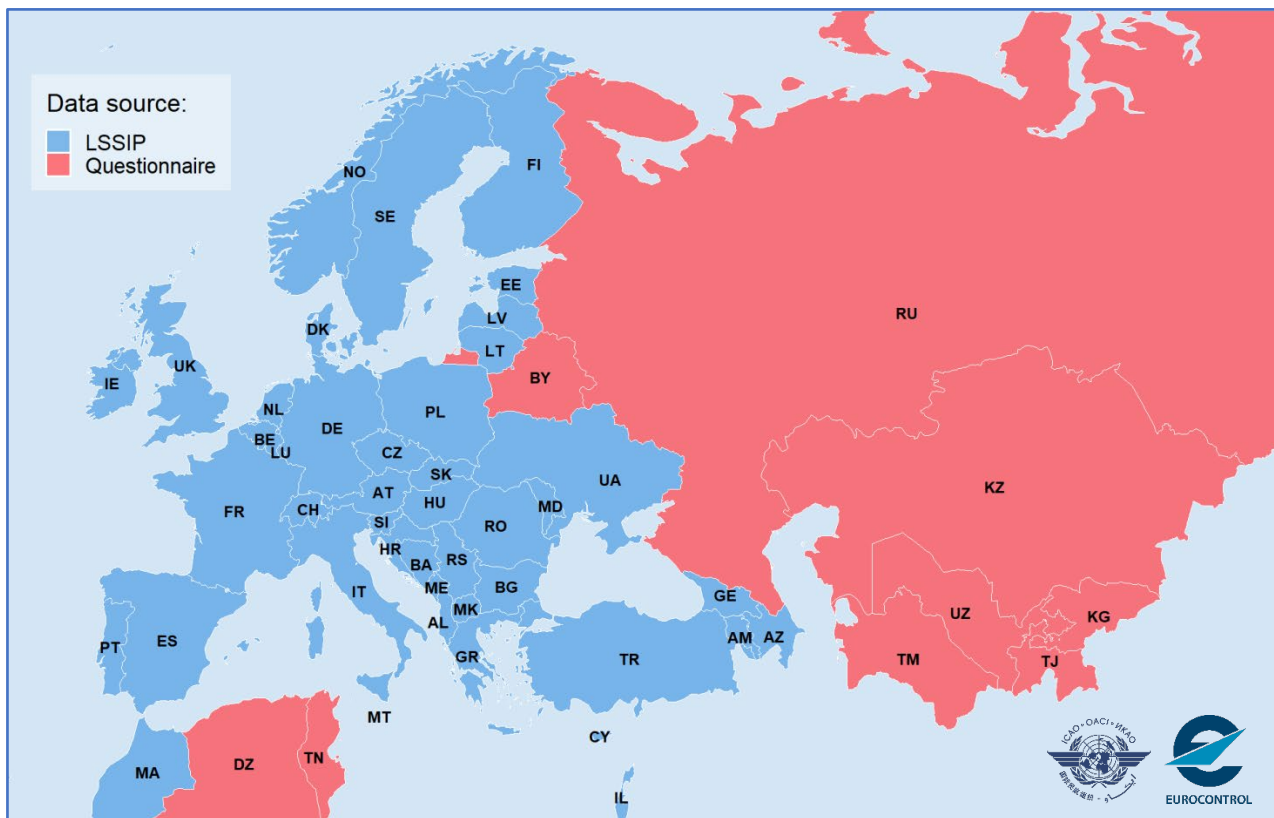 Data source:
LSSIP
Questionnaire
NO
FI
SE
EE
RU
LV
DK
LT
UK
IE
BY
NL
PL
DE
BE
LU
CZ
SK
UA
AT
KZ
HU
CH
MD
FR
SI
RO
HR
BA
RS
BG
ME
IT
GE
MK
UZ
KG
AL
AM
AZ
PT
ES
GR
TR
TM
TJ
MT
CY
TN
DZ
MA
IL
ICAO • OACI • ИКАО
EUROCONTROL